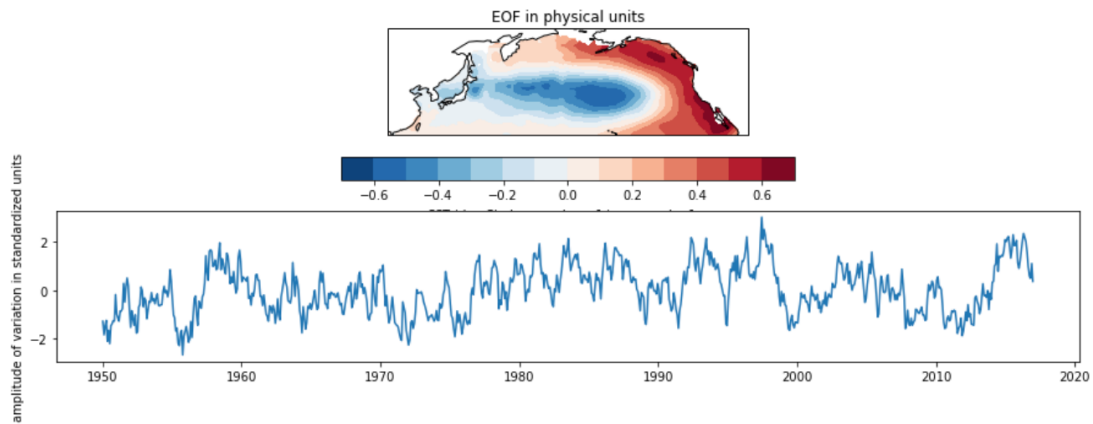 EOF in physical units
−0.6 −0.4 −0.2 0.0 0.2 0.4 0.6
amplitude of variation in standardized units
2
0
−2
1950 1960 1970 1980 1990 2000 2010 2020